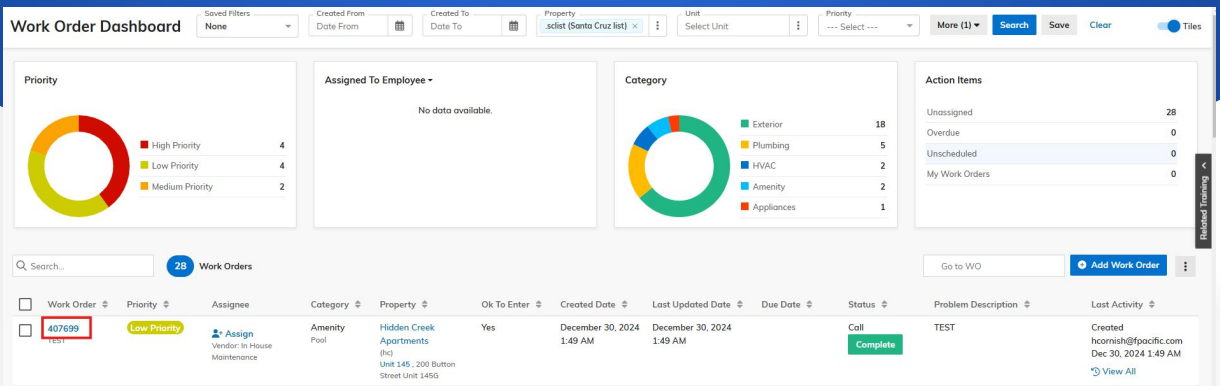 Work Order Dashboard
Saved Filters
None
Created From
Date From
Created To
Date To
Property
.sclist (Santa Cruz list) ×
Unit
Select Unit
Priority
--- Select ---
More (1)
Search
Save
Clear
Tiles
Priority
High Priority 4
Low Priority 4
Medium Priority 2
Assigned To Employee
No data available.
Category
Exterior 18
Plumbing 5
HVAC 2
Amenity 2
Appliances 1
Action Items
Unassigned 28
Overdue 0
Unscheduled 0
My Work Orders 0
Related Training
Search...
28 Work Orders
Go to WO
Add Work Order
Work Order Priority Assignee Category Property Ok To Enter Created Date Last Updated Date Due Date Status Problem Description Last Activity
407699
TEST
Low Priority
Assign
Vendor: In House
Maintenance
Amenity
Pool
Hidden Creek
Apartments
(hc)
Unit 145 , 200 Button
Street Unit 145G
Yes
December 30, 2024
1:49 AM
December 30, 2024
1:49 AM
Call
Complete
TEST
Created
hcornish@fpacific.com
Dec 30, 2024 1:49 AM
View All